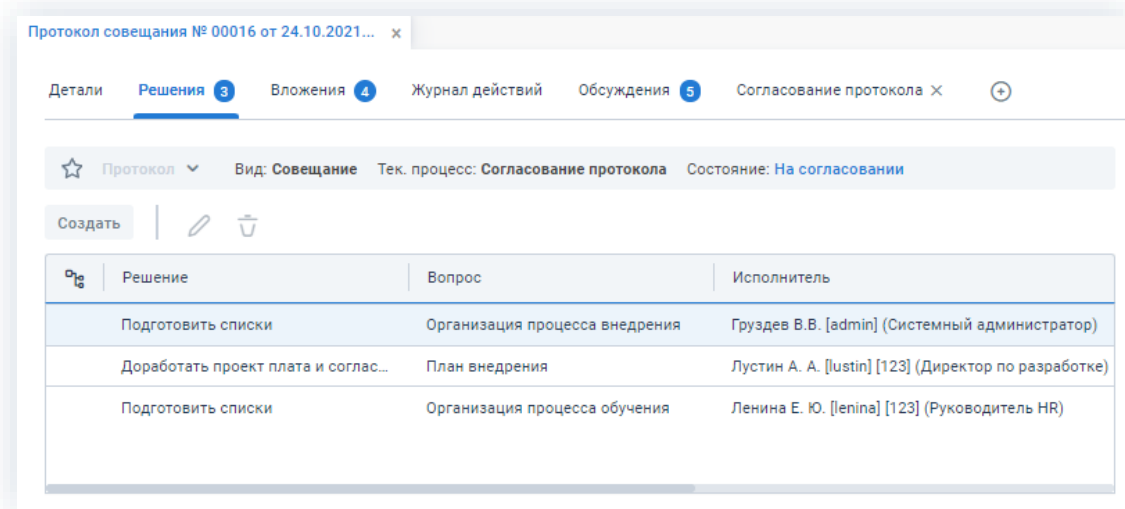 Протокол совещания № 00016 от 24.10.2021... ×
Детали Решения 3 Вложения 4 Журнал действий Обсуждения 5 Согласование протокола ×
Протокол Вид: Совещание Тек. процесс: Согласование протокола Состояние: На согласовании
Создать
Решение Вопрос Исполнитель
Подготовить списки Организация процесса внедрения Груздев В.В. [admin] (Системный администратор)
Доработать проект плата и соглас... План внедрения Лустин А. А. [lustin] [123] (Директор по разработке)
Подготовить списки Организация процесса обучения Ленина Е. Ю. [lenina] [123] (Руководитель HR)